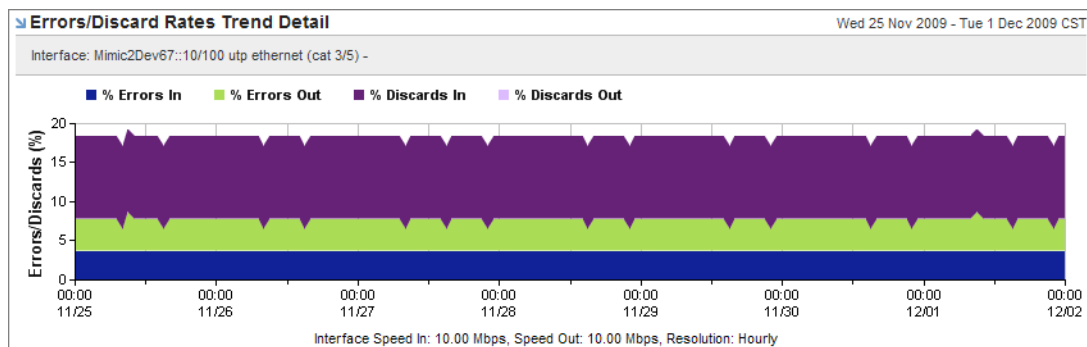 Errors/Discard Rates Trend Detail
Wed 25 Nov 2009 - Tue 1 Dec 2009 CST
Interface: Mimic2Dev67::10/100 utp ethernet (cat 3/5) -
% Errors In
% Errors Out
% Discards In
% Discards Out
Errors/Discards (%)
20
15
10
5
0
00:00 00:00 00:00 00:00 00:00 00:00 00:00 00:00
11/25 11/26 11/27 11/28 11/29 11/30 12/01 12/02
Interface Speed In: 10.00 Mbps, Speed Out: 10.00 Mbps, Resolution: Hourly